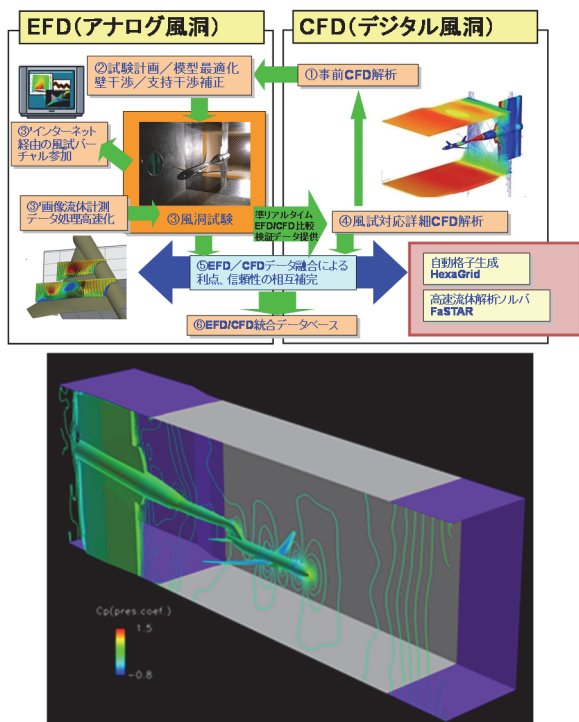 EFD(アナログ風洞)
CFD(デジタル風洞)
②試験計画／模型最適化
壁干渉／支持干渉補正
①事前CFD解析
③’インターネット
経由の風試バー
チャル参加
③’画像流体計測
データ処理高速化
③風洞試験
準リアルタイム
EFD/CFD比較
検証データ提供
④風試対応詳細CFD解析
⑤EFD／CFDデータ融合による
利点、信頼性の相互補完
自動格子生成
HexaGrid
高速流体解析ソルバ
FaSTAR
⑥EFD/CFD統合データベース
Cp(pres.coef.)
1.5
-0.8